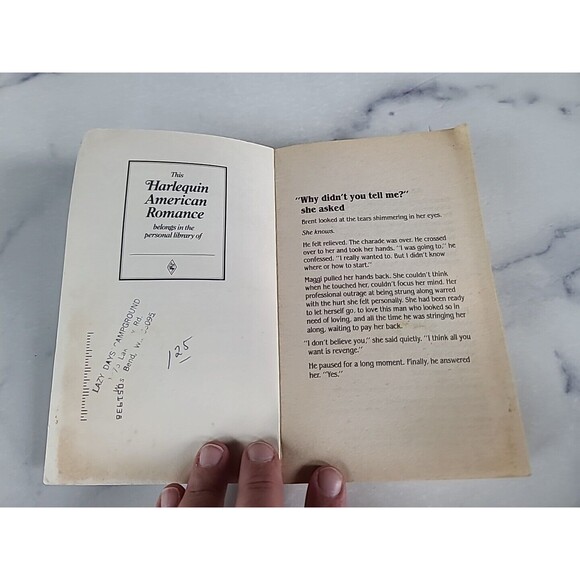 This
Harlequin
American
Romance
belongs in the
personal library of
LAZY DAYS CAMPGROUND
Rd.
Bend, W
1 25
"Why didn't you tell me?"
she asked
Brent looked at the tears shimmering in her eyes.
She knows.
He felt relieved. The charade was over. He crossed
over to her and took her hands. "I was going to," he
confessed. "I really wanted to. But I didn't know
where or how to start."
Maggi pulled her hands back. She couldn't think
when he touched her, couldn't focus her mind. Her
professional outrage at being strung along warred
with the hurt she felt personally. She had been ready
to let herself go, to love this man who looked so in
need of loving, and all the time he was stringing her
along, waiting to pay her back.
"I don't believe you," she said quietly. "I think all you
want is revenge."
He paused for a long moment. Finally, he answered
her. "Yes."